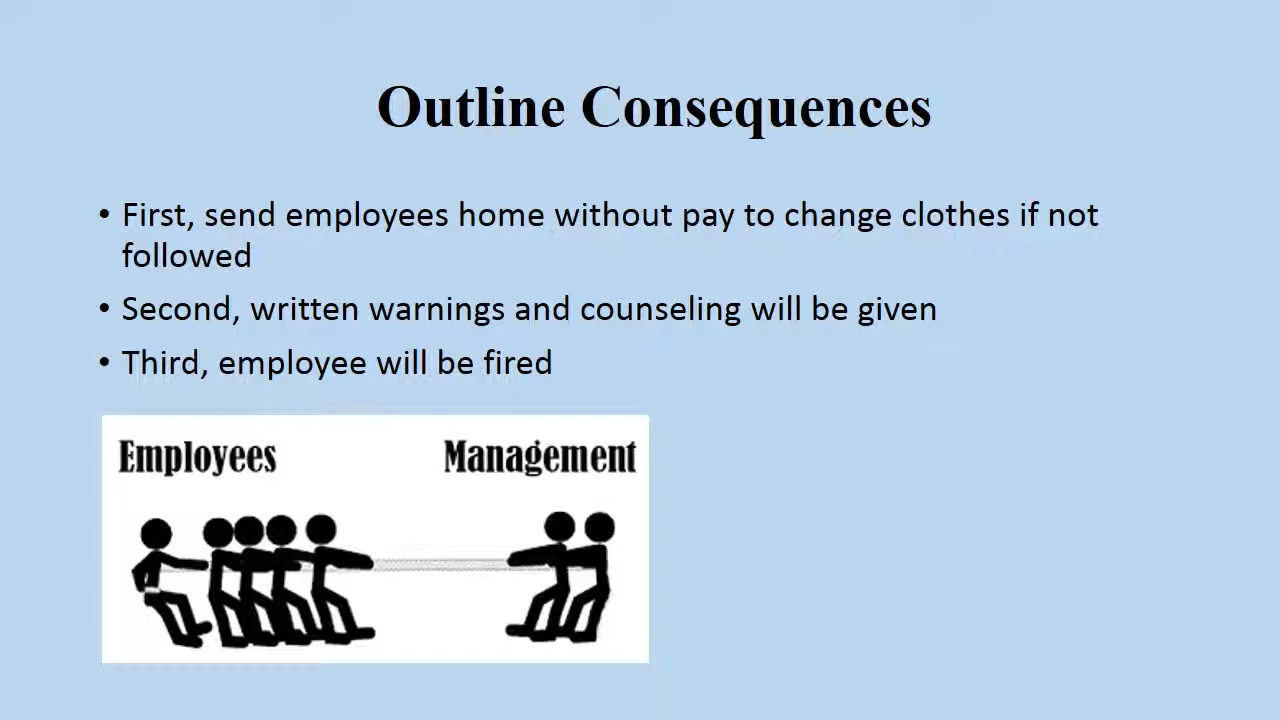 Outline Consequences
• First, send employees home without pay to change clothes if not
followed
• Second, written warnings and counseling will be given
• Third, employee will be fired
Employees Management